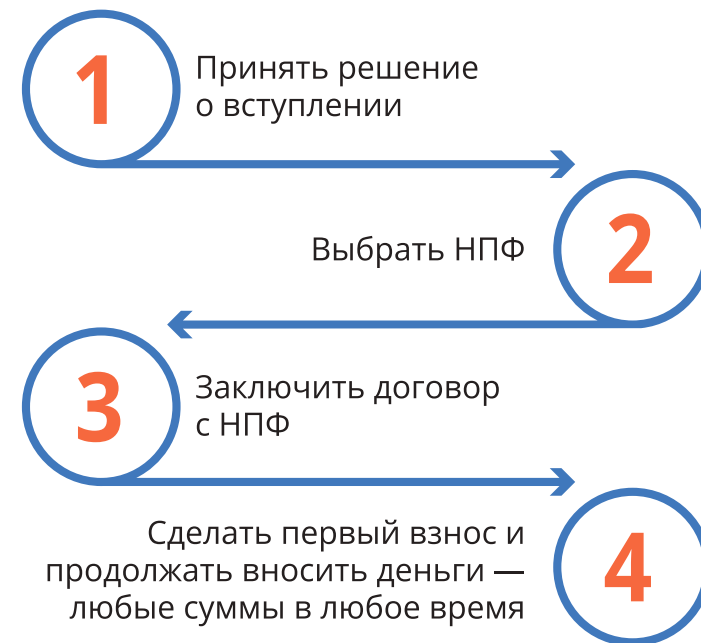 1
Принять решение
о вступлении
2
Выбрать НПФ
3
Заключить договор
с НПФ
4
Сделать первый взнос и
продолжать вносить деньги —
любые суммы в любое время